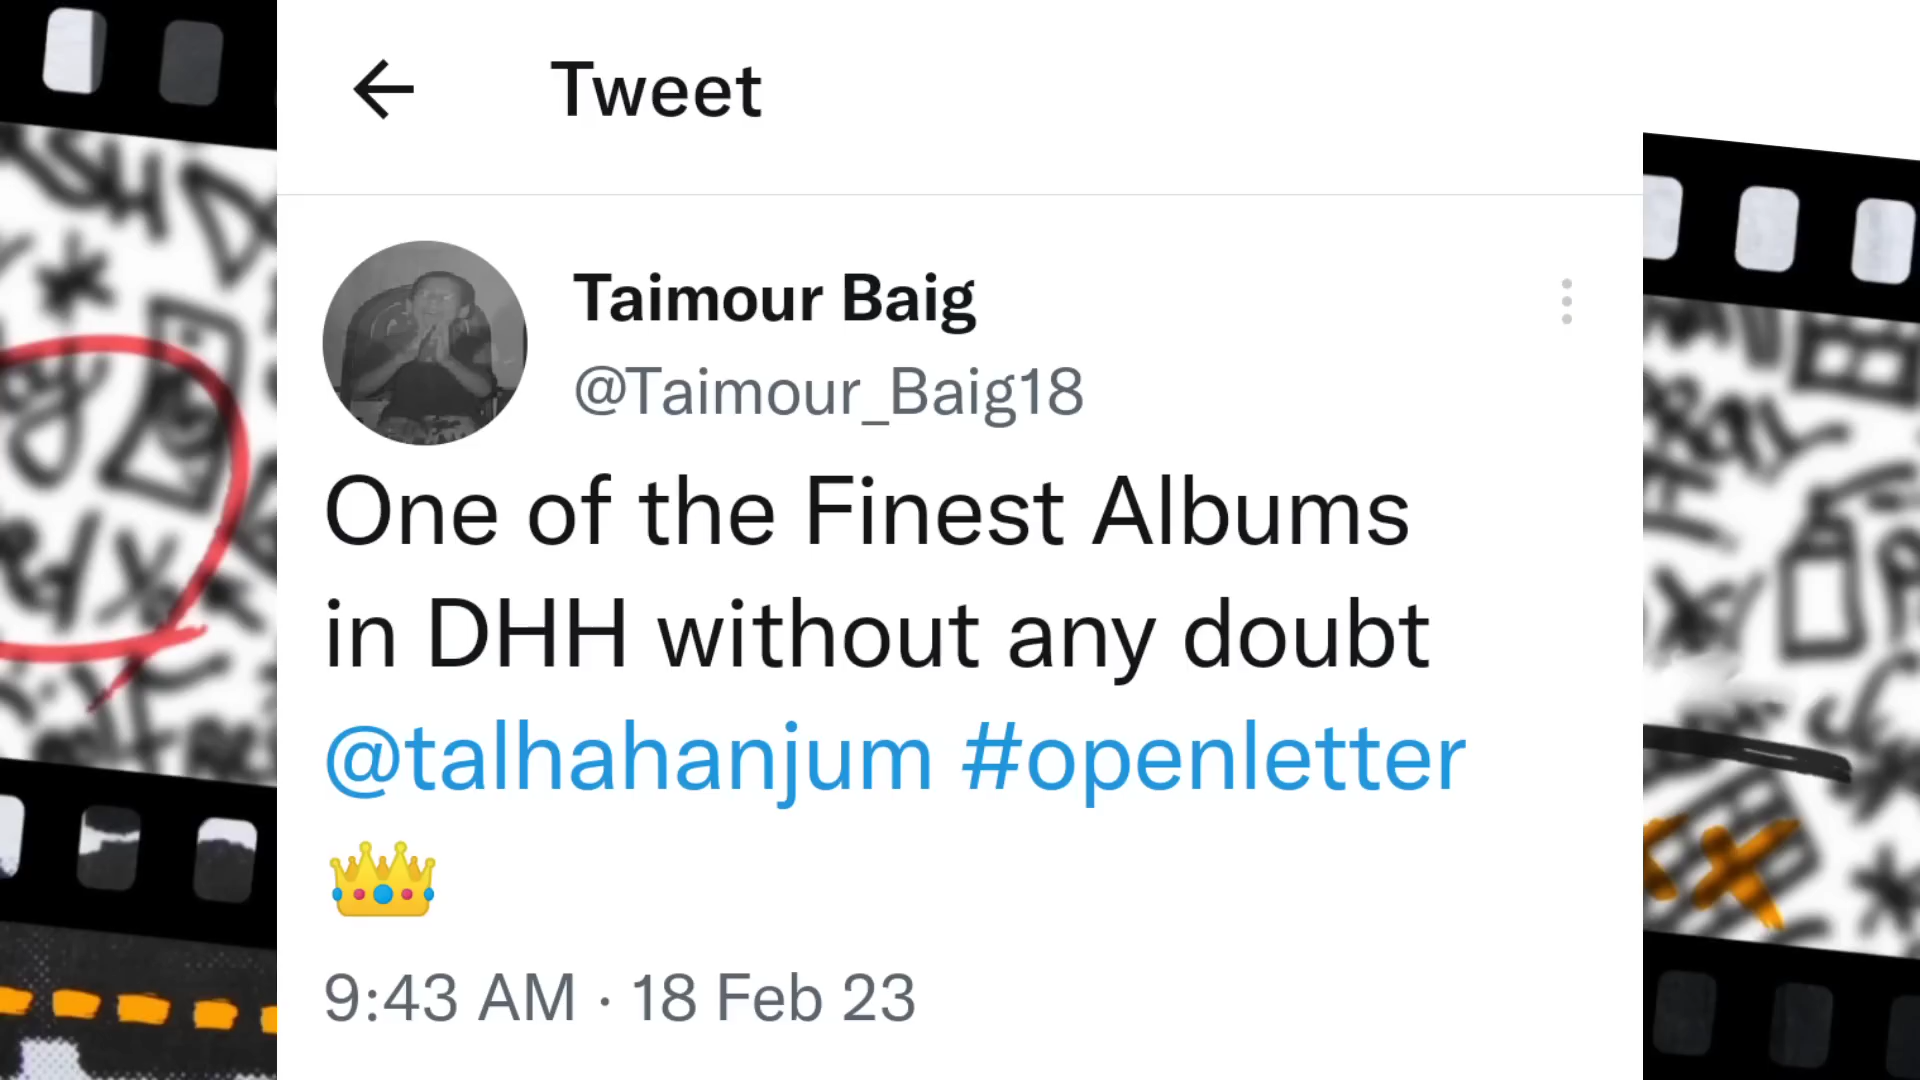 Tweet
Taimour Baig
@Taimour_Baig18
One of the Finest Albums
in DHH without any doubt
@talhahanjum #openletter
👑
9:43 AM · 18 Feb 23